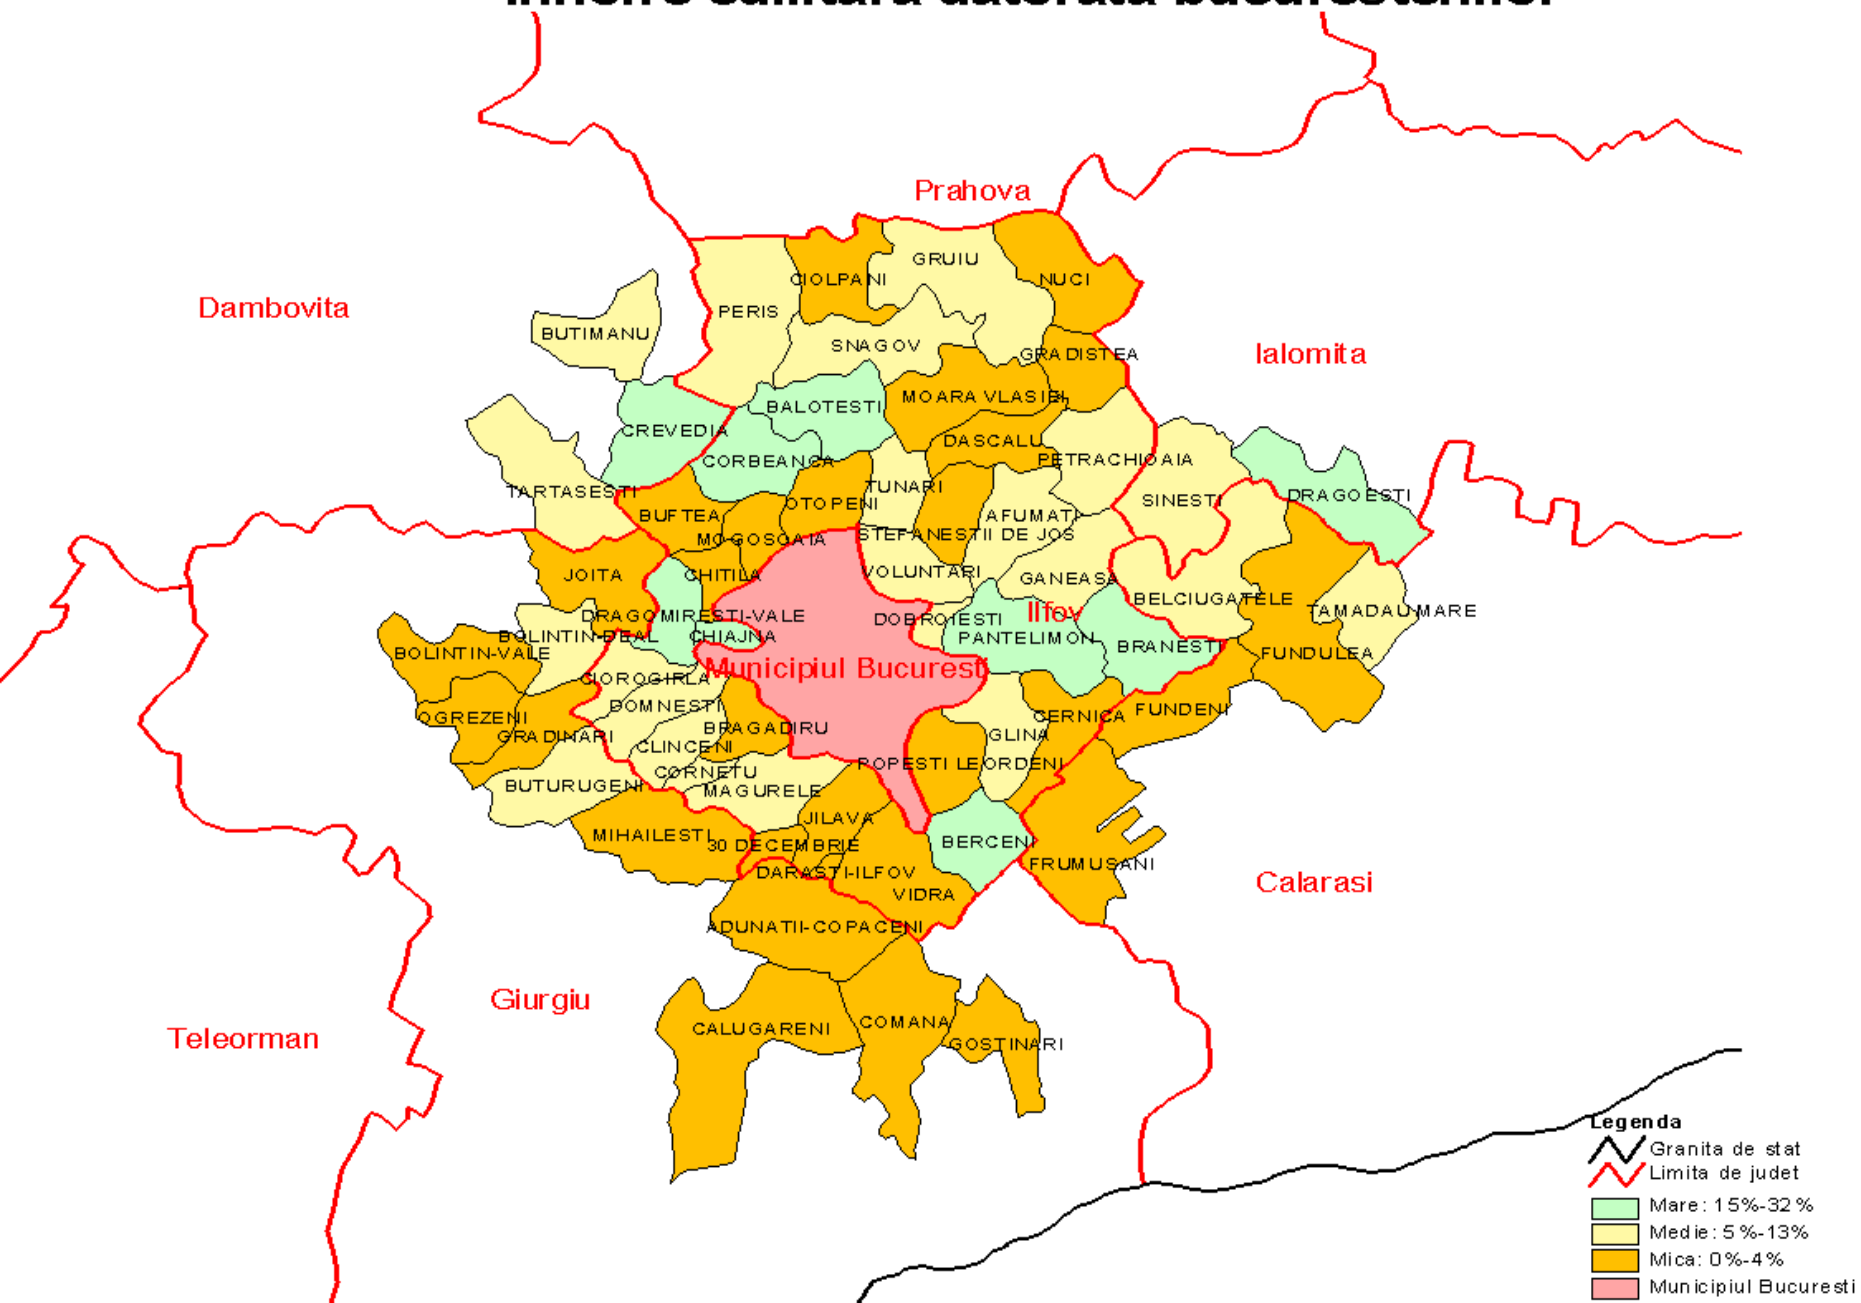 Prahova
Dambovita
Ialomita
GRUIU
CIOLPANI
NUCI
PERIS
BUTIMANU
SNAGOV
GRADISTEA
MOARA VLASIEI
BALOTESTI
CREVEDIA
DASCALU
CORBEANCA
PETRACHIOAIA
TARTASESTI
TUNARI
SINESTI
DRAGOESTI
OTOPENI
BUFTEA
AFUMATI
MOGOSOAIA
STEFANESTII DE JOS
JOITA
CHITILA
VOLUNTARI
GANEASA
BELCIUGATELE
TAMADAU MARE
DRAGOMIRESTI-VALE
DOBROIESTI
Ilfov
BOLINTIN-DEAL
CHIAJNA
PANTELIMON
BRANESTI
BOLINTIN-VALE
FUNDULEA
Municipiul Bucuresti
CIOROGIRLA
DOMNESTI
OGREZENI
CERNICA
FUNDENI
BRAGADIRU
GRADINARI
GLINA
CLINCENI
POPESTI LEORDENI
CORNETU
BUTURUGENI
MAGURELE
JILAVA
MIHAILESTI
30 DECEMBRIE
BERCENI
FRUMUSANI
DARASTI-ILFOV
VIDRA
Calarasi
ADUNATII-COPACENI
Giurgiu
COMANA
CALUGARENI
Teleorman
GOSTINARI
Legenda
Granita de stat
Limita de judet
Mare: 15%-32%
Medie: 5%-13%
Mica: 0%-4%
Municipiul Bucuresti